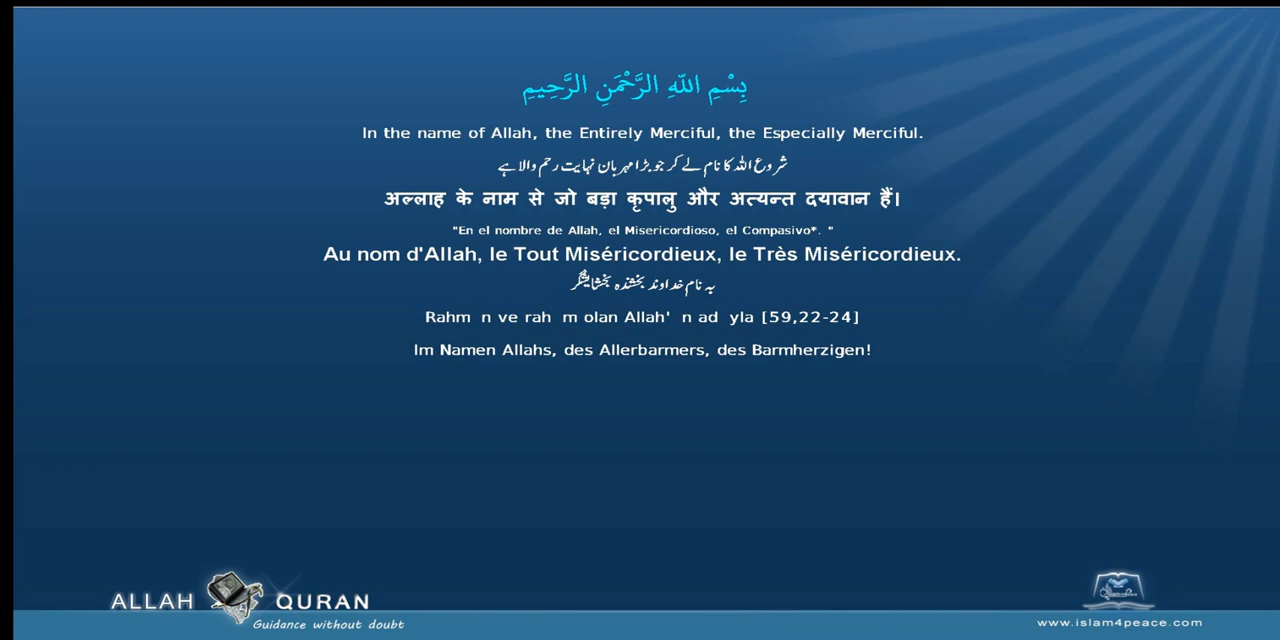 بِسْمِ اللّهِ الرَّحْمَنِ الرَّحِيمِ
In the name of Allah, the Entirely Merciful, the Especially Merciful.
شروع اللہ کا نام لے کر جو بڑا مہربان نہایت رحم والا ہے
अल्लाह के नाम से जो बड़ा कृपालु और अत्यन्त दयावान हैं।
"En el nombre de Allah, el Misericordioso, el Compasivo*. "
Au nom d'Allah, le Tout Miséricordieux, le Très Miséricordieux.
به نام خداوند بخشنده بخشایشگر
Rahm n ve rah m olan Allah' n ad yla [59,22-24]
Im Namen Allahs, des Allerbarmers, des Barmherzigen!
ALLAH QURAN
Guidance without doubt
www.islam4peace.com